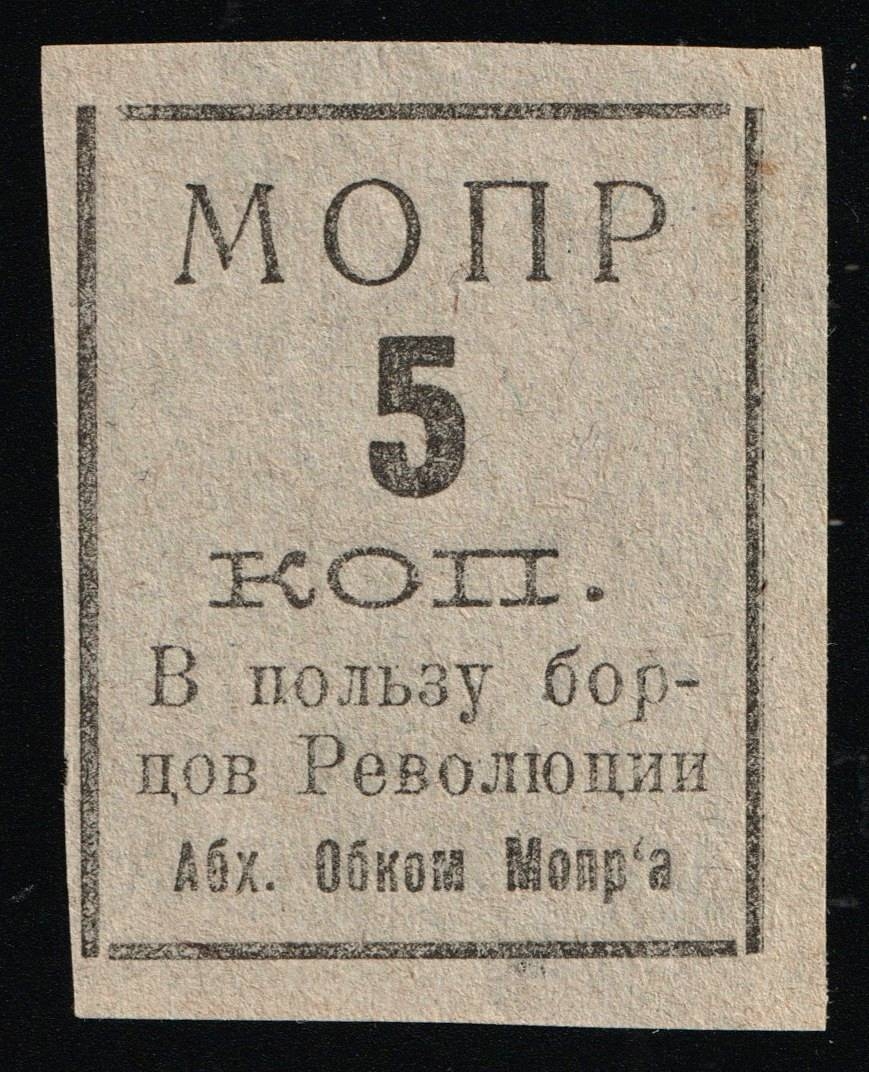 МОПР
5
коп.
В пользу бор-
цов Революции
Абх. Обком Мопр‘а